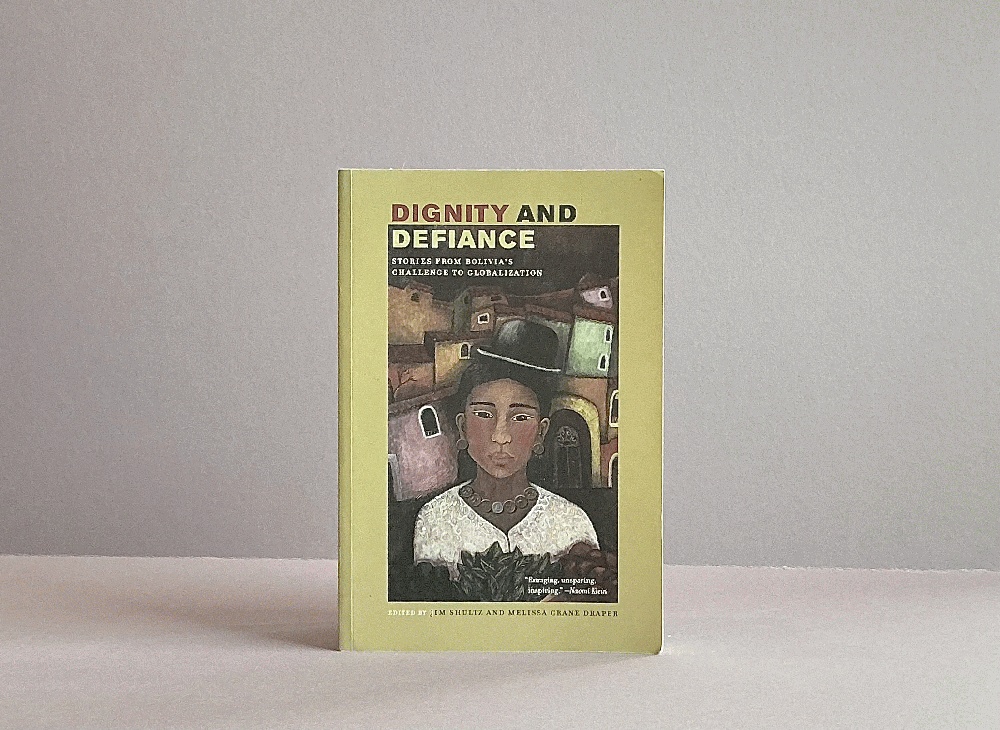 DIGNITY AND
DEFIANCE
STORIES FROM BOLIVIA'S
CHALLENGE TO GLOBALIZATION
"Engaging, unsparing,
inspiring." —Naomi Klein
EDITED BY JIM SHULTZ AND MELISSA CRANE DRAPER